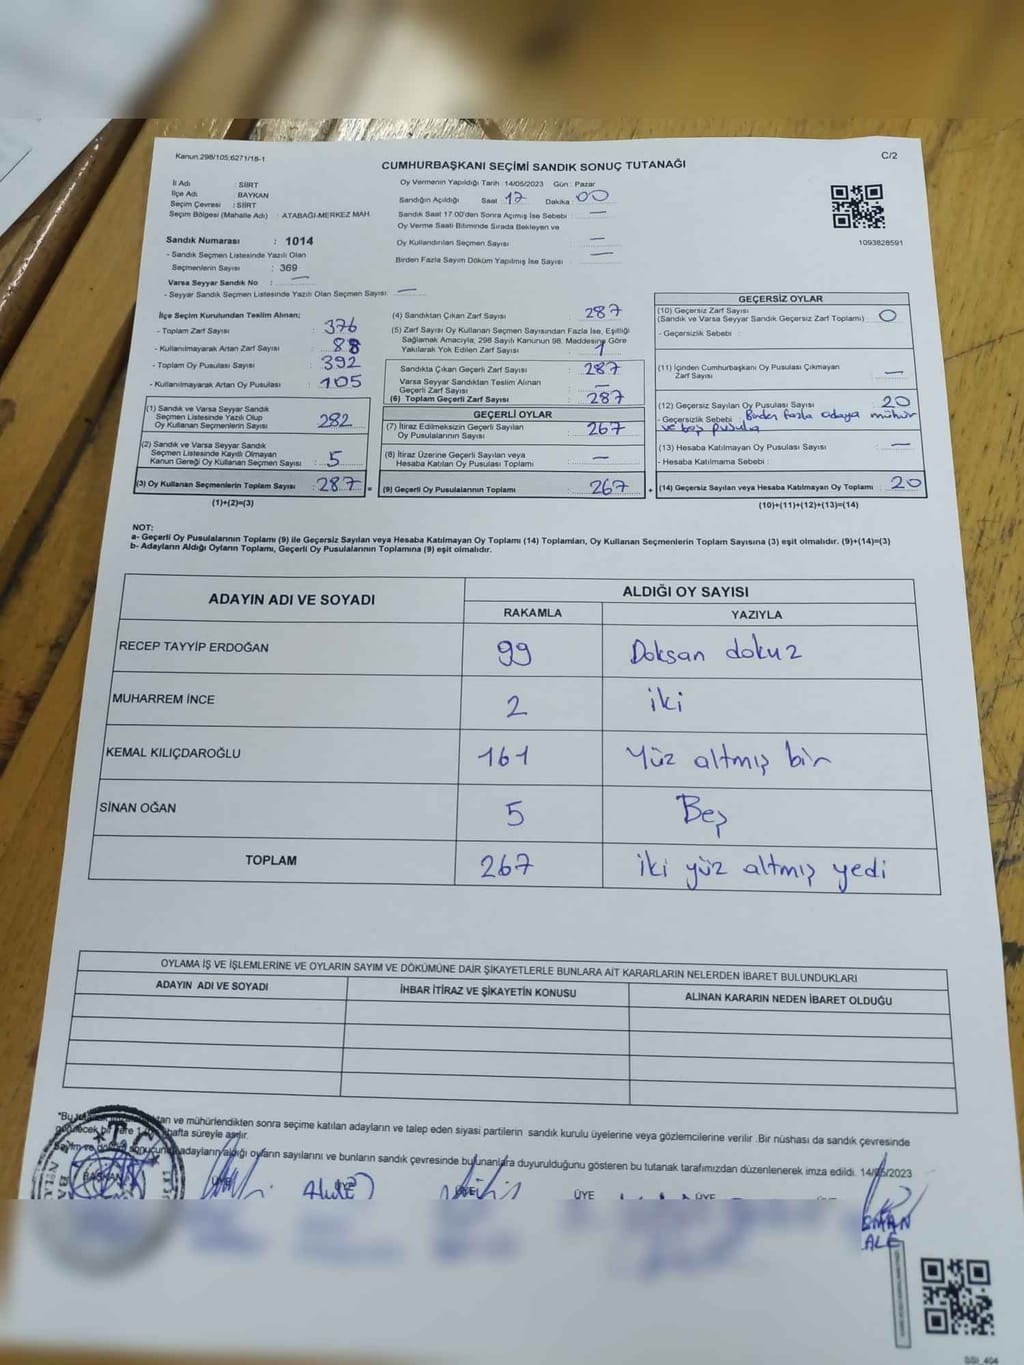 Kanun.298/105;6271/18-1
C/2
CUMHURBAŞKANI SEÇİMİ SANDIK SONUÇ TUTANAĞI
İl Adı : SİİRT
İlçe Adı : BAYKAN
Seçim Çevresi : SİİRT
Seçim Bölgesi (Mahalle Adı) : ATABAĞI-MERKEZ MAH.
Sandık Numarası : 1014
- Sandık Seçmen Listesinde Yazılı Olan
Seçmenlerin Sayısı : 369
Varsa Seyyar Sandık No : —
- Seyyar Sandık Seçmen Listesinde Yazılı Olan Seçmen Sayısı: —
Oy Vermenin Yapıldığı Tarih : 14/05/2023 Gün : Pazar
Sandığın Açıldığı Saat 17 Dakika : 00
Sandık Saat 17.00'den Sonra Açımış İse Sebebi : —
Oy Verme Saati Bitiminde Sırada Bekleyen ve
Oy Kullandırılan Seçmen Sayısı : —
Birden Fazla Sayım Döküm Yapılmış İse Sayısı : —
1093828591
İlçe Seçim Kurulundan Teslim Alınan;
- Toplam Zarf Sayısı : 376
- Kullanılmayarak Artan Zarf Sayısı : 88
- Toplam Oy Pusulası Sayısı : 392
- Kullanılmayarak Artan Oy Pusulası : 105
(1) Sandık ve Varsa Seyyar Sandık
Seçmen Listesinde Yazılı Olup
Oy Kullanan Seçmenlerin Sayısı : 282
(2) Sandık ve Varsa Seyyar Sandık
Seçmen Listesinde Kayıtlı Olmayan
Kanun Gereği Oy Kullanan Seçmen Sayısı : 5
(3) Oy Kullanan Seçmenlerin Toplam Sayısı : 287
(1)+(2)=(3)
(4) Sandıktan Çıkan Zarf Sayısı : 287
(5) Zarf Sayısı Oy Kullanan Seçmen Sayısından Fazla İse, Eşitliği
Sağlamak Amacıyla; 298 Sayılı Kanunun 98. Maddesine Göre
Yakılarak Yok Edilen Zarf Sayısı : 1
Sandıkta Çıkan Geçerli Zarf Sayısı : 287
Varsa Seyyar Sandıktan Teslim Alınan
Geçerli Zarf Sayısı : —
(6) Toplam Geçerli Zarf Sayısı : 287
GEÇERLİ OYLAR
(7) İtiraz Edilmeksizin Geçerli Sayılan
Oy Pusulalarının Sayısı : 267
(8) İtiraz Üzerine Geçerli Sayılan veya
Hesaba Katılan Oy Pusulası Toplamı : —
= (9) Geçerli Oy Pusulalarının Toplamı : 267
GEÇERSİZ OYLAR
(10) Geçersiz Zarf Sayısı
(Sandık ve Varsa Seyyar Sandık Geçersiz Zarf Toplamı) : 0
- Geçersizlik Sebebi :
(11) İçinden Cumhurbaşkanı Oy Pusulası Çıkmayan
Zarf Sayısı : —
(12) Geçersiz Sayılan Oy Pusulası Sayısı : 20
- Geçersizlik Sebebi : Birden fazla adaya mühür
ve boş pusula
(13) Hesaba Katılmayan Oy Pusulası Sayısı : —
- Hesaba Katılmama Sebebi :
+ (14) Geçersiz Sayılan veya Hesaba Katılmayan Oy Toplamı : 20
(10)+(11)+(12)+(13)=(14)
NOT:
a- Geçerli Oy Pusulalarının Toplamı (9) ile Geçersiz Sayılan veya Hesaba Katılmayan Oy Toplamı (14) Toplamları, Oy Kullanan Seçmenlerin Toplam Sayısına (3) eşit olmalıdır. (9)+(14)=(3)
b- Adayların Aldığı Oyların Toplamı, Geçerli Oy Pusulalarının Toplamına (9) eşit olmalıdır.
ADAYIN ADI VE SOYADI
ALDIĞI OY SAYISI
RAKAMLA YAZIYLA
RECEP TAYYİP ERDOĞAN 99 Doksan dokuz
MUHARREM İNCE 2 iki
KEMAL KILIÇDAROĞLU 161 Yüz altmış bir
SİNAN OĞAN 5 Beş
TOPLAM 267 iki yüz altmış yedi
OYLAMA İŞ VE İŞLEMLERİNE VE OYLARIN SAYIM VE DÖKÜMÜNE DAİR ŞİKAYETLERLE BUNLARA AİT KARARLARIN NELERDEN İBARET BULUNDUKLARI
ADAYIN ADI VE SOYADI İHBAR İTİRAZ VE ŞİKAYETİN KONUSU ALINAN KARARIN NEDEN İBARET OLDUĞU
"Bu ve mühürlendikten sonra seçime katılan adayların ve talep eden siyasi partilerin sandık kurulu üyelerine veya gözlemcilerine verilir .Bir nüshası da sandık çevresinde
bir yere hafta süreyle asılır.
Sayım ve adayların aldığı oyların sayılarını ve bunların sandık çevresinde bulunanlara duyurulduğunu gösteren bu tutanak tarafımızdan düzenlenerek imza edildi. 14/05/2023
BAŞKAN ÜYE ÜYE ÜYE